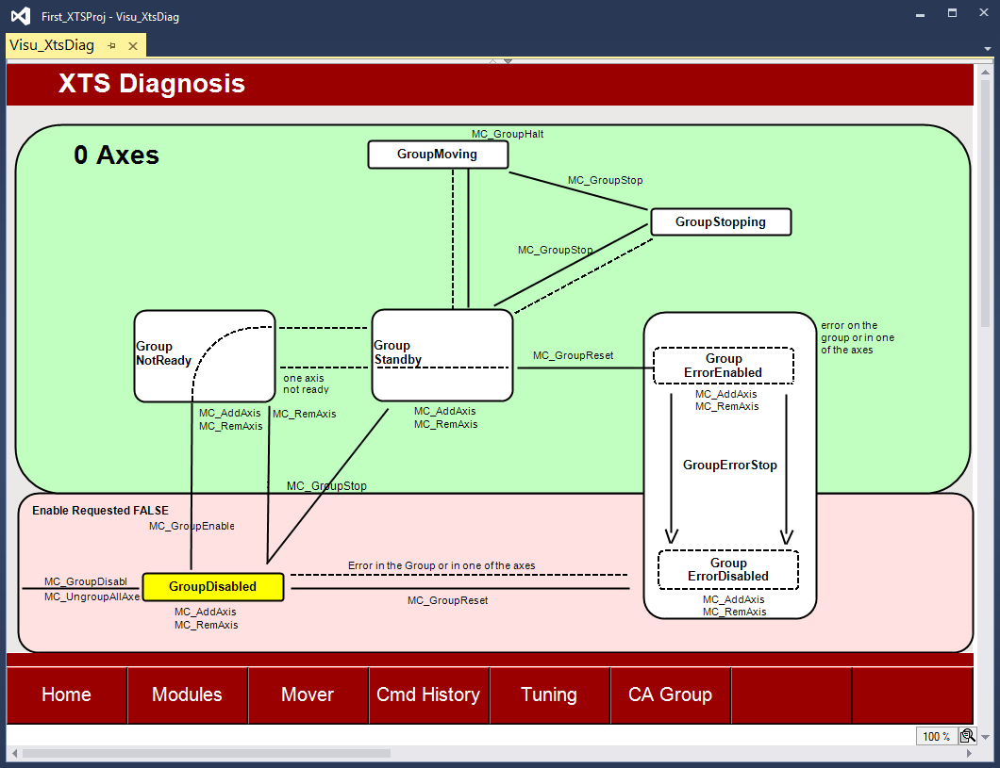 First_XTSProj - Visu_XtsDiag
Visu_XtsDiag
XTS Diagnosis
0 Axes
MC_GroupHalt
GroupMoving
MC_GroupStop
GroupStopping
MC_GroupStop
Group
NotReady
Group
Standby
one axis
not ready
MC_GroupReset
error on the
group or in one
of the axes
Group
ErrorEnabled
MC_AddAxis
MC_RemAxis
MC_AddAxis
MC_RemAxis
MC_RemAxis
MC_AddAxis
MC_RemAxis
GroupErrorStop
MC_GroupStop
Enable Requested FALSE
MC_GroupEnable
MC_GroupDisabl
MC_UngroupAllAxe
GroupDisabled
MC_AddAxis
MC_RemAxis
Error in the Group or in one of the axes
MC_GroupReset
Group
ErrorDisabled
MC_AddAxis
MC_RemAxis
Home
Modules
Mover
Cmd History
Tuning
CA Group
100 %